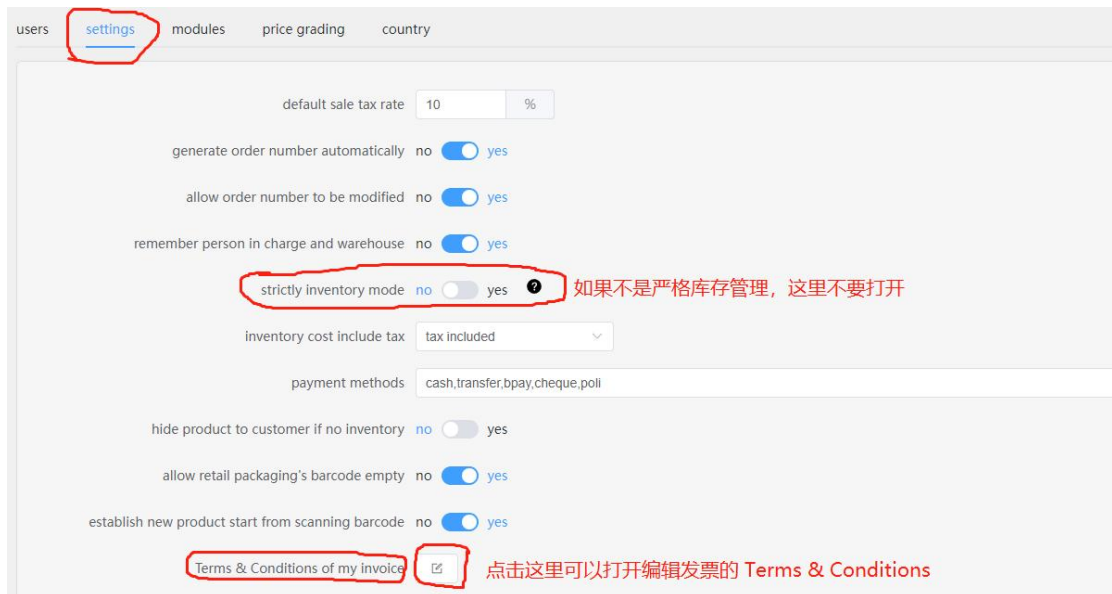 users settings modules price grading country
default sale tax rate 10 %
generate order number automatically no yes
allow order number to be modified no yes
remember person in charge and warehouse no yes
strictly inventory mode no yes ? 如果不是严格库存管理，这里不要打开
inventory cost include tax tax included
payment methods cash,transfer,bpay,cheque,poli
hide product to customer if no inventory no yes
allow retail packaging's barcode empty no yes
establish new product start from scanning barcode no yes
Terms & Conditions of my invoice 点击这里可以打开编辑发票的 Terms & Conditions